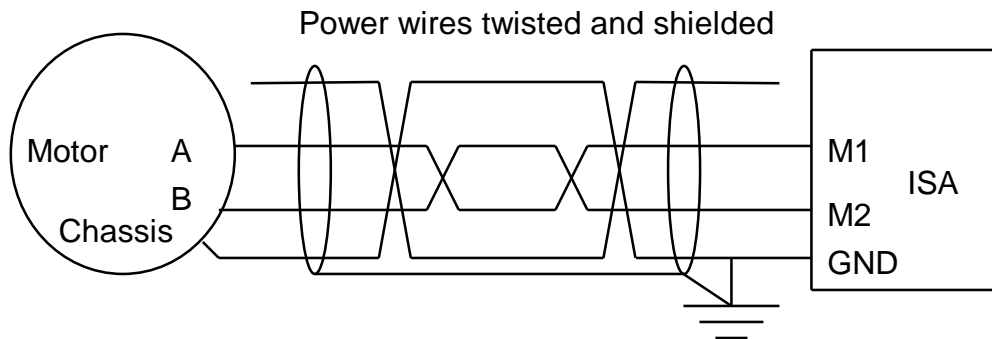 Power wires twisted and shielded
Motor A M1
ISA
B
M2
Chassis
GND